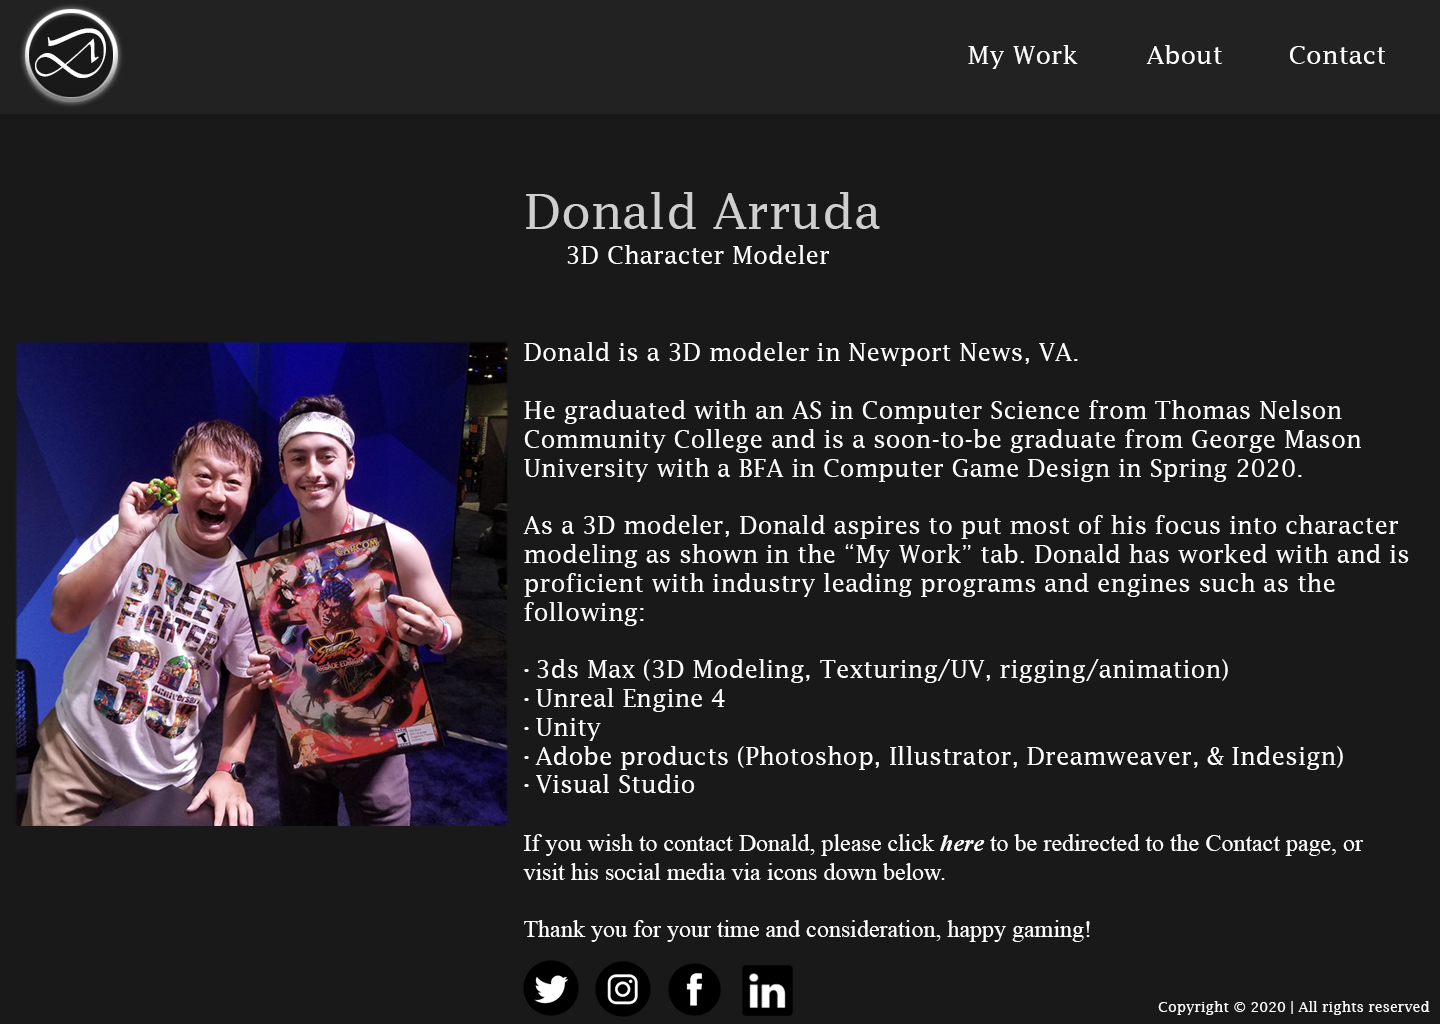 My Work About Contact
Donald Arruda
3D Character Modeler
Donald is a 3D modeler in Newport News, VA.
He graduated with an AS in Computer Science from Thomas Nelson
Community College and is a soon-to-be graduate from George Mason
University with a BFA in Computer Game Design in Spring 2020.
As a 3D modeler, Donald aspires to put most of his focus into character
modeling as shown in the “My Work” tab. Donald has worked with and is
proficient with industry leading programs and engines such as the
following:
· 3ds Max (3D Modeling, Texturing/UV, rigging/animation)
· Unreal Engine 4
· Unity
· Adobe products (Photoshop, Illustrator, Dreamweaver, & Indesign)
· Visual Studio
If you wish to contact Donald, please click here to be redirected to the Contact page, or
visit his social media via icons down below.
Thank you for your time and consideration, happy gaming!
CAPCOM
STREET
FIGHTER
30
Anniversary
STREET
FIGHTER
V
ARCADE EDITION
T
in
Copyright © 2020 | All rights reserved